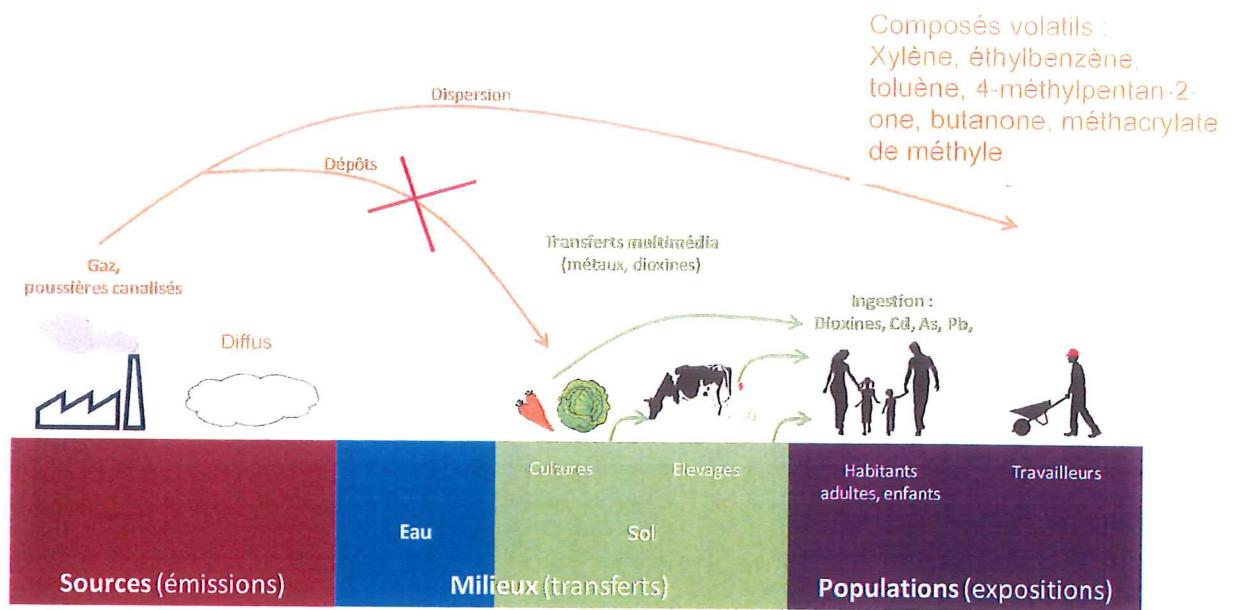 Composés volatils :
Xylène, éthylbenzène,
toluène, 4-méthylpentan-2-
one, butanone, méthacrylate
de méthyle
Dispersion
Dépôts
Transferts multimédia
(métaux, dioxines)
Gaz,
poussières canalisés
Ingestion :
Dioxines, Cd, As, Pb,
Diffus
Cultures
Elevages
Habitants
adultes, enfants
Travailleurs
Eau
Sol
Sources (émissions)
Milieux (transferts)
Populations (expositions)